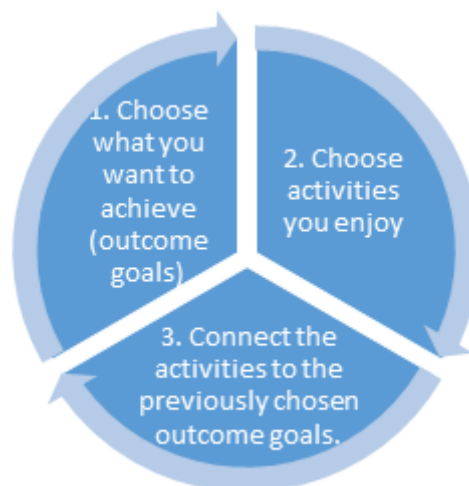 1. Choose
what you
want to
achieve
(outcome
goals)
2. Choose
activities
you enjoy
3. Connect the
activities to the
previously chosen
outcome goals.